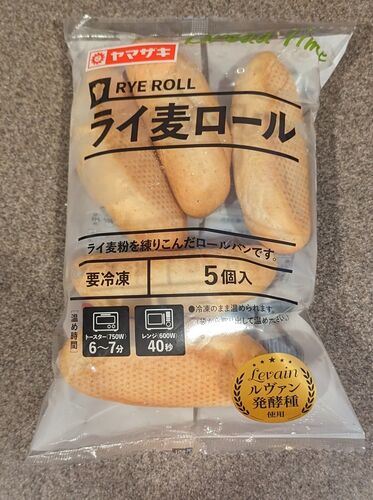 Bread Time
ヤマザキ
RYE ROLL
ライ麦ロール
ライ麦粉を練りこんだロールパンです。
要冷凍
5個入
[温め時間]
トースター(750W)
6〜7分
レンジ(600W)
40秒
●冷凍のまま温められます。
Levain
ルヴァン
発酵種
使用